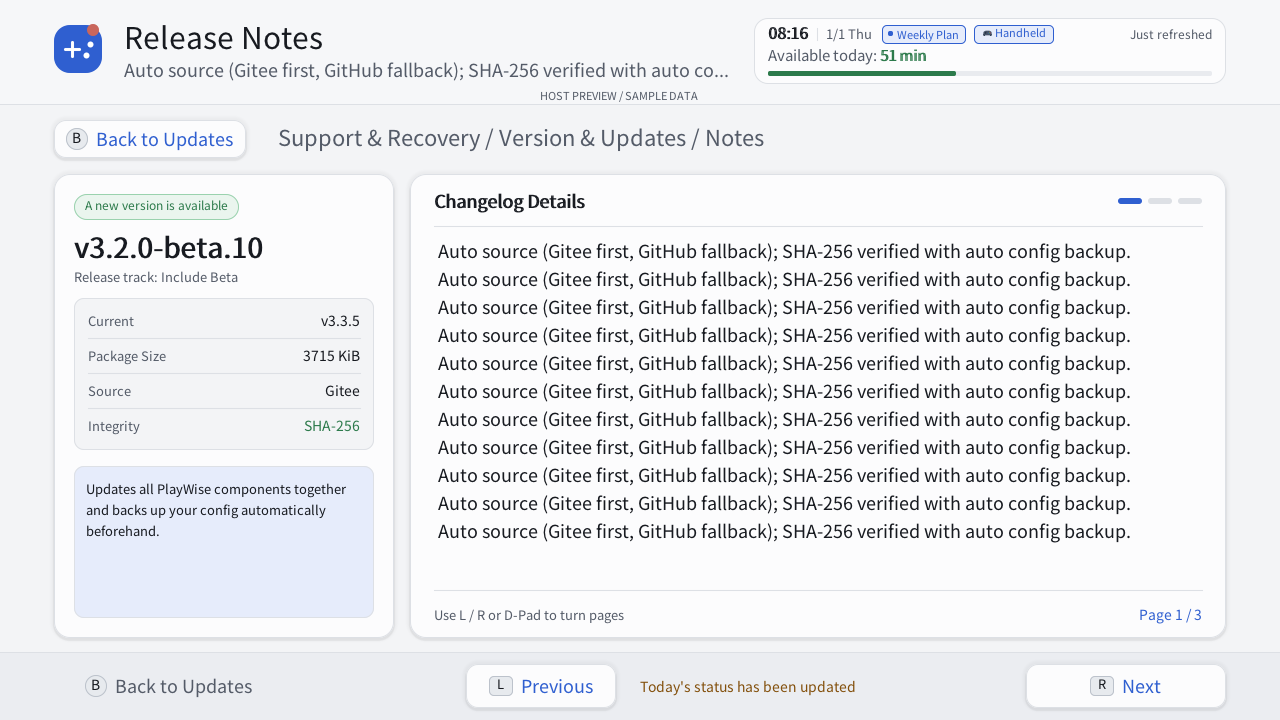 Release Notes
Auto source (Gitee first, GitHub fallback); SHA-256 verified with auto co...
08:16 1/1 Thu Weekly Plan Handheld Just refreshed
Available today: 51 min
HOST PREVIEW / SAMPLE DATA
B Back to Updates
Support & Recovery / Version & Updates / Notes
A new version is available
v3.2.0-beta.10
Release track: Include Beta
Current v3.3.5
Package Size 3715 KiB
Source Gitee
Integrity SHA-256
Updates all PlayWise components together
and backs up your config automatically
beforehand.
Changelog Details
Auto source (Gitee first, GitHub fallback); SHA-256 verified with auto config backup.
Auto source (Gitee first, GitHub fallback); SHA-256 verified with auto config backup.
Auto source (Gitee first, GitHub fallback); SHA-256 verified with auto config backup.
Auto source (Gitee first, GitHub fallback); SHA-256 verified with auto config backup.
Auto source (Gitee first, GitHub fallback); SHA-256 verified with auto config backup.
Auto source (Gitee first, GitHub fallback); SHA-256 verified with auto config backup.
Auto source (Gitee first, GitHub fallback); SHA-256 verified with auto config backup.
Auto source (Gitee first, GitHub fallback); SHA-256 verified with auto config backup.
Auto source (Gitee first, GitHub fallback); SHA-256 verified with auto config backup.
Auto source (Gitee first, GitHub fallback); SHA-256 verified with auto config backup.
Auto source (Gitee first, GitHub fallback); SHA-256 verified with auto config backup.
Use L / R or D-Pad to turn pages
Page 1 / 3
B Back to Updates
L Previous
Today's status has been updated
R Next